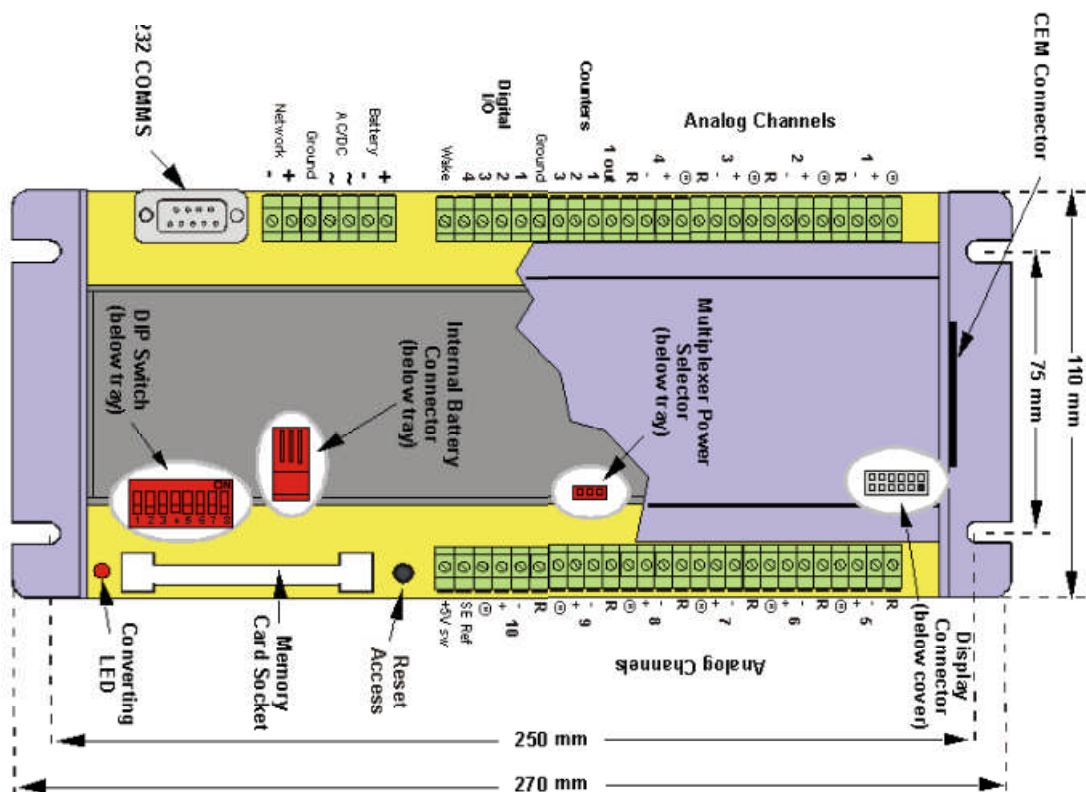 CEM Connector
232 COMMS
Network
-
+
Ground
AC/DC
~
~
Battery
-
+
Digital
I/O
Wake
4
3
2
1
Ground
Counters
3
2
1
1 out
Analog Channels
R - 4 + ⊛
R - 3 + ⊛
R - 2 + ⊛
R - 1 + ⊛
110 mm
75 mm
DIP Switch
(below tray)
Internal Battery
Connector
(below tray)
Multiplexer Power
Selector
(below tray)
ON
1 2 3 4 5 6 7 8
+5V sw
SE Ref
⊛ + 10 - R
⊛ + 9 - R
⊛ + 8 - R
⊛ + 7 - R
⊛ + 6 - R
⊛ + 5 - R
Analog Channels
Display
Connector
(below cover)
Converting
LED
Memory
Card Socket
Reset
Access
250 mm
270 mm